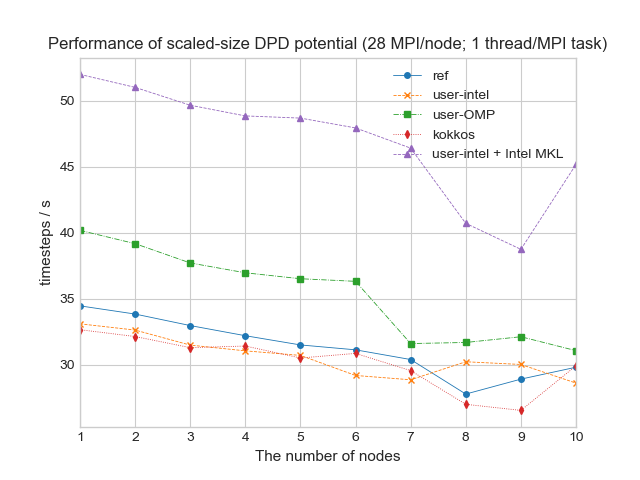 Performance of scaled-size DPD potential (28 MPI/node; 1 thread/MPI task)
ref
user-intel
user-OMP
kokkos
user-intel + Intel MKL
timesteps / s
50
45
40
35
30
1 2 3 4 5 6 7 8 9 10
The number of nodes